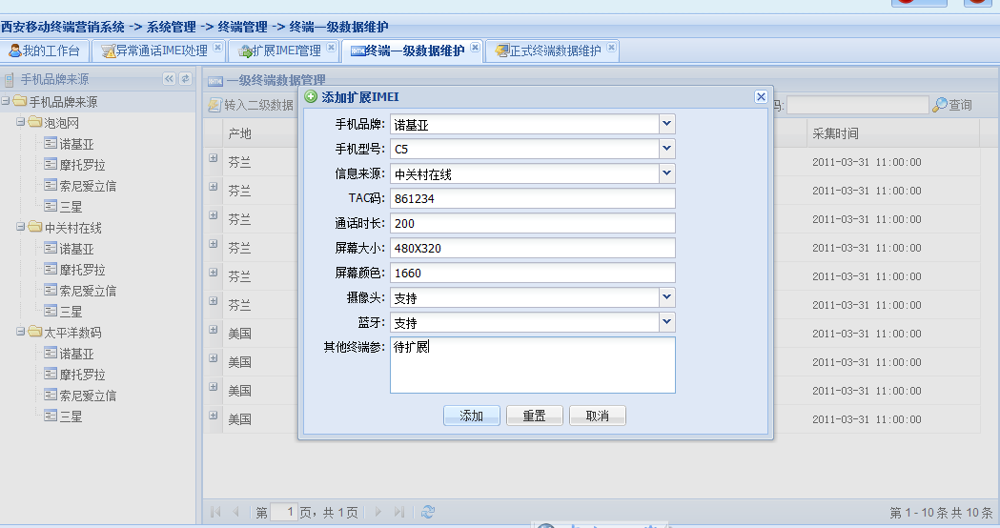 西安移动终端营销系统 -> 系统管理 -> 终端管理 -> 终端一级数据维护
我的工作台
异常通话IMEI处理
扩展IMEI管理
终端一级数据维护
正式终端数据维护
手机品牌来源
手机品牌来源
泡泡网
诺基亚
摩托罗拉
索尼爱立信
三星
中关村在线
诺基亚
摩托罗拉
索尼爱立信
三星
太平洋数码
诺基亚
摩托罗拉
索尼爱立信
三星
一级终端数据管理
转入二级数据
码:
查询
产地
采集时间
芬兰
2011-03-31 11:00:00
芬兰
2011-03-31 11:00:00
芬兰
2011-03-31 11:00:00
芬兰
2011-03-31 11:00:00
芬兰
2011-03-31 11:00:00
芬兰
2011-03-31 11:00:00
美国
2011-03-31 11:00:00
美国
2011-03-31 11:00:00
美国
2011-03-31 11:00:00
美国
2011-03-31 11:00:00
添加扩展IMEI
手机品牌: 诺基亚
手机型号: C5
信息来源: 中关村在线
TAC码: 861234
通话时长: 200
屏幕大小: 480X320
屏幕颜色: 1660
摄像头: 支持
蓝牙: 支持
其他终端参: 待扩展
添加
重置
取消
第 1 页，共 1 页
第 1 - 10 条 共 10 条